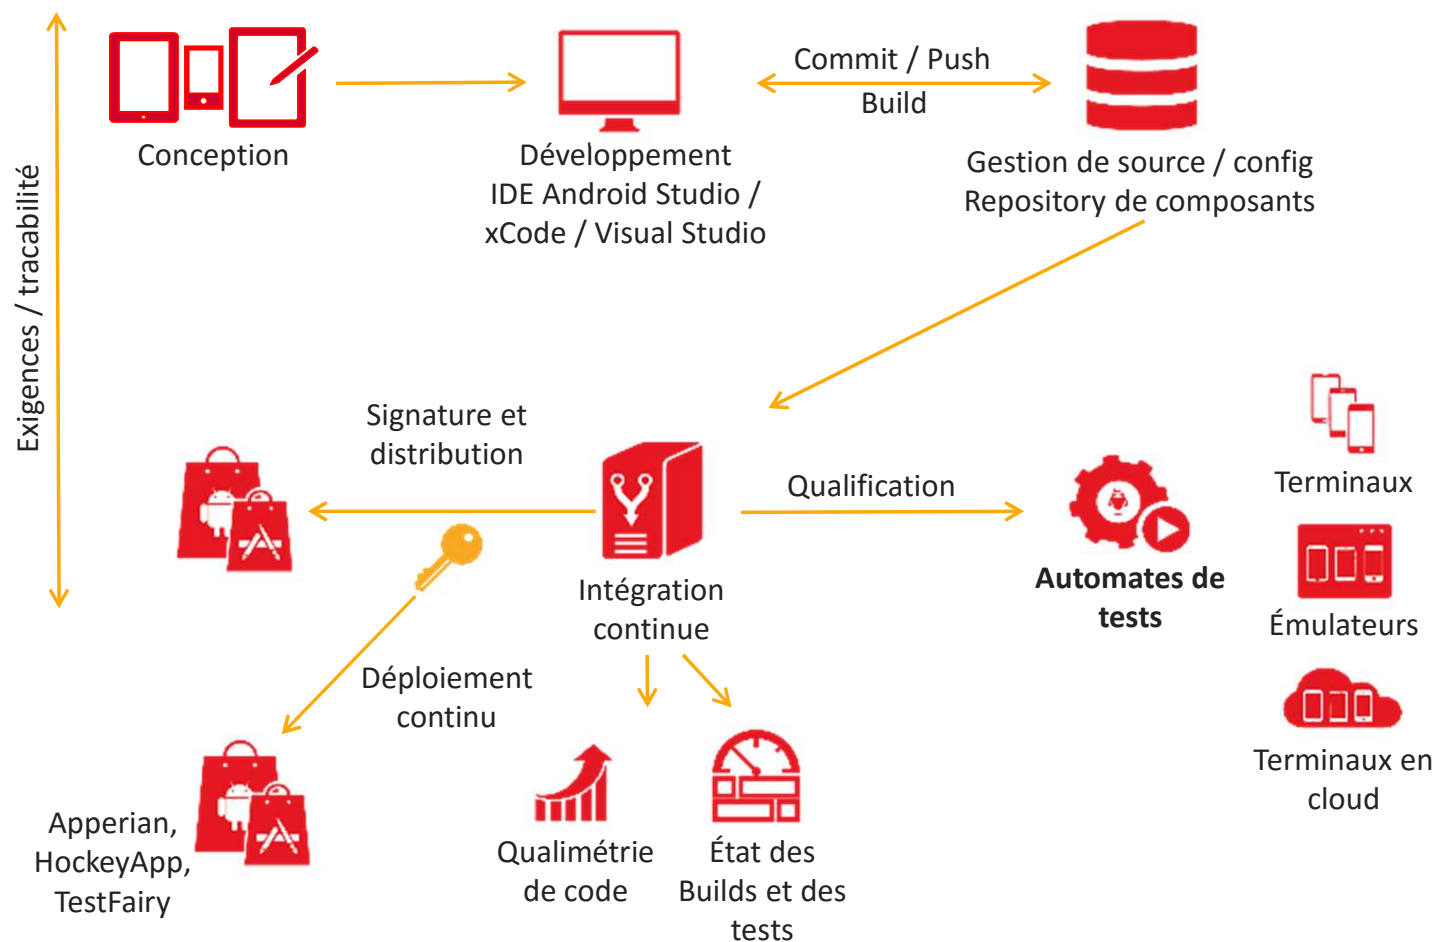 Exigences / tracabilité
Conception
Développement
IDE Android Studio /
xCode / Visual Studio
Commit / Push
Build
Gestion de source / config
Repository de composants
Signature et
distribution
Intégration
continue
Qualification
Automates de
tests
Terminaux
Émulateurs
Terminaux en
cloud
Déploiement
continu
Apperian,
HockeyApp,
TestFairy
Qualimétrie
de code
État des
Builds et des
tests